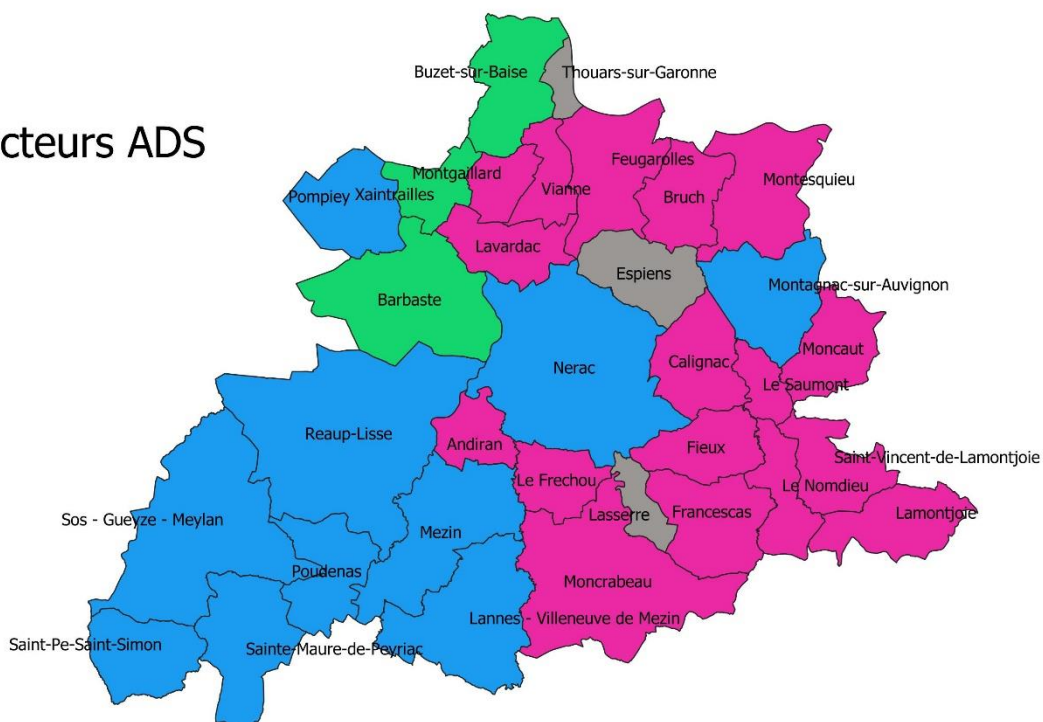 Buzet-sur-Baise
Thouars-sur-Garonne
cteurs ADS
Feugarolles
Montgaillard
Vianne
Montesquieu
Pompiey
Xaintrailles
Bruch
Lavardac
Espiens
Montagnac-sur-Auvignon
Barbaste
Moncaut
Calignac
Nerac
Le Saumont
Reaup-Lisse
Andiran
Fieux
Saint-Vincent-de-Lamontjoie
Le Frechou
Le Nomdieu
Lasserre
Francescas
Lamontjoie
Sos - Gueyze - Meylan
Mezin
Poudenas
Moncrabeau
Lannes - Villeneuve de Mezin
Saint-Pe-Saint-Simon
Sainte-Maure-de-Peyriac